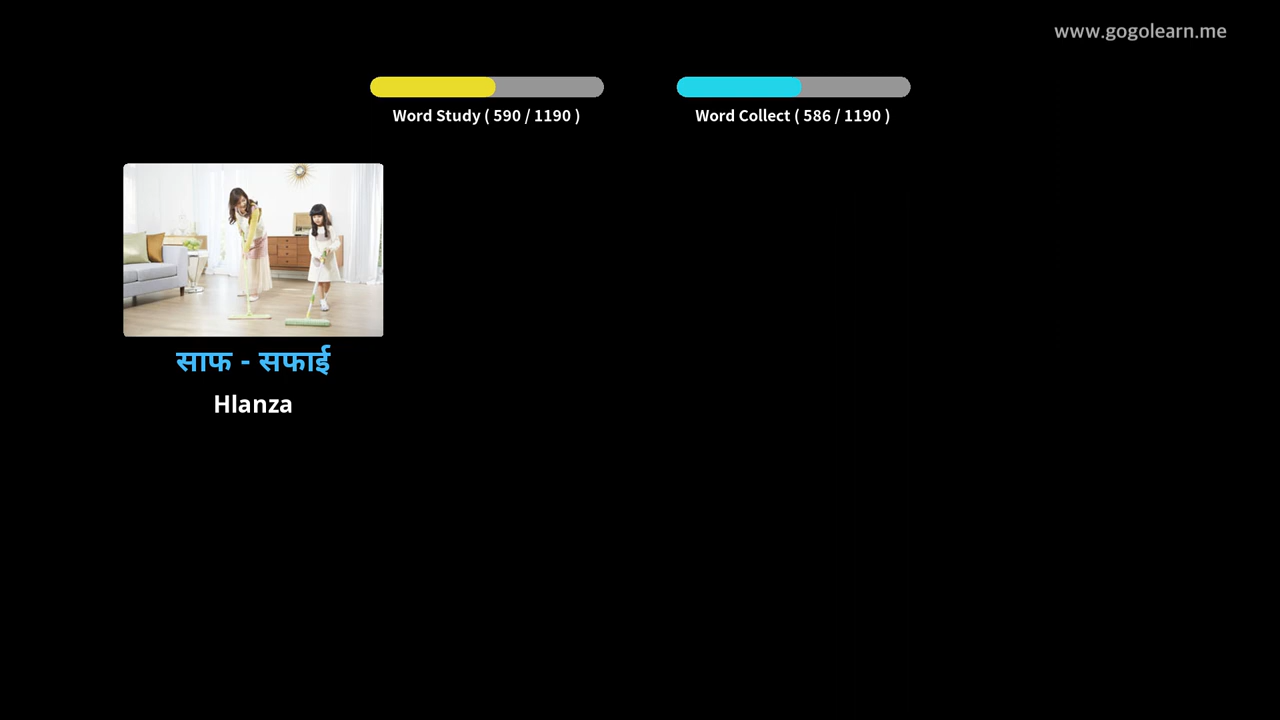 www.gogolearn.me
Word Study ( 590 / 1190 )
Word Collect ( 586 / 1190 )
साफ - सफाई
Hlanza